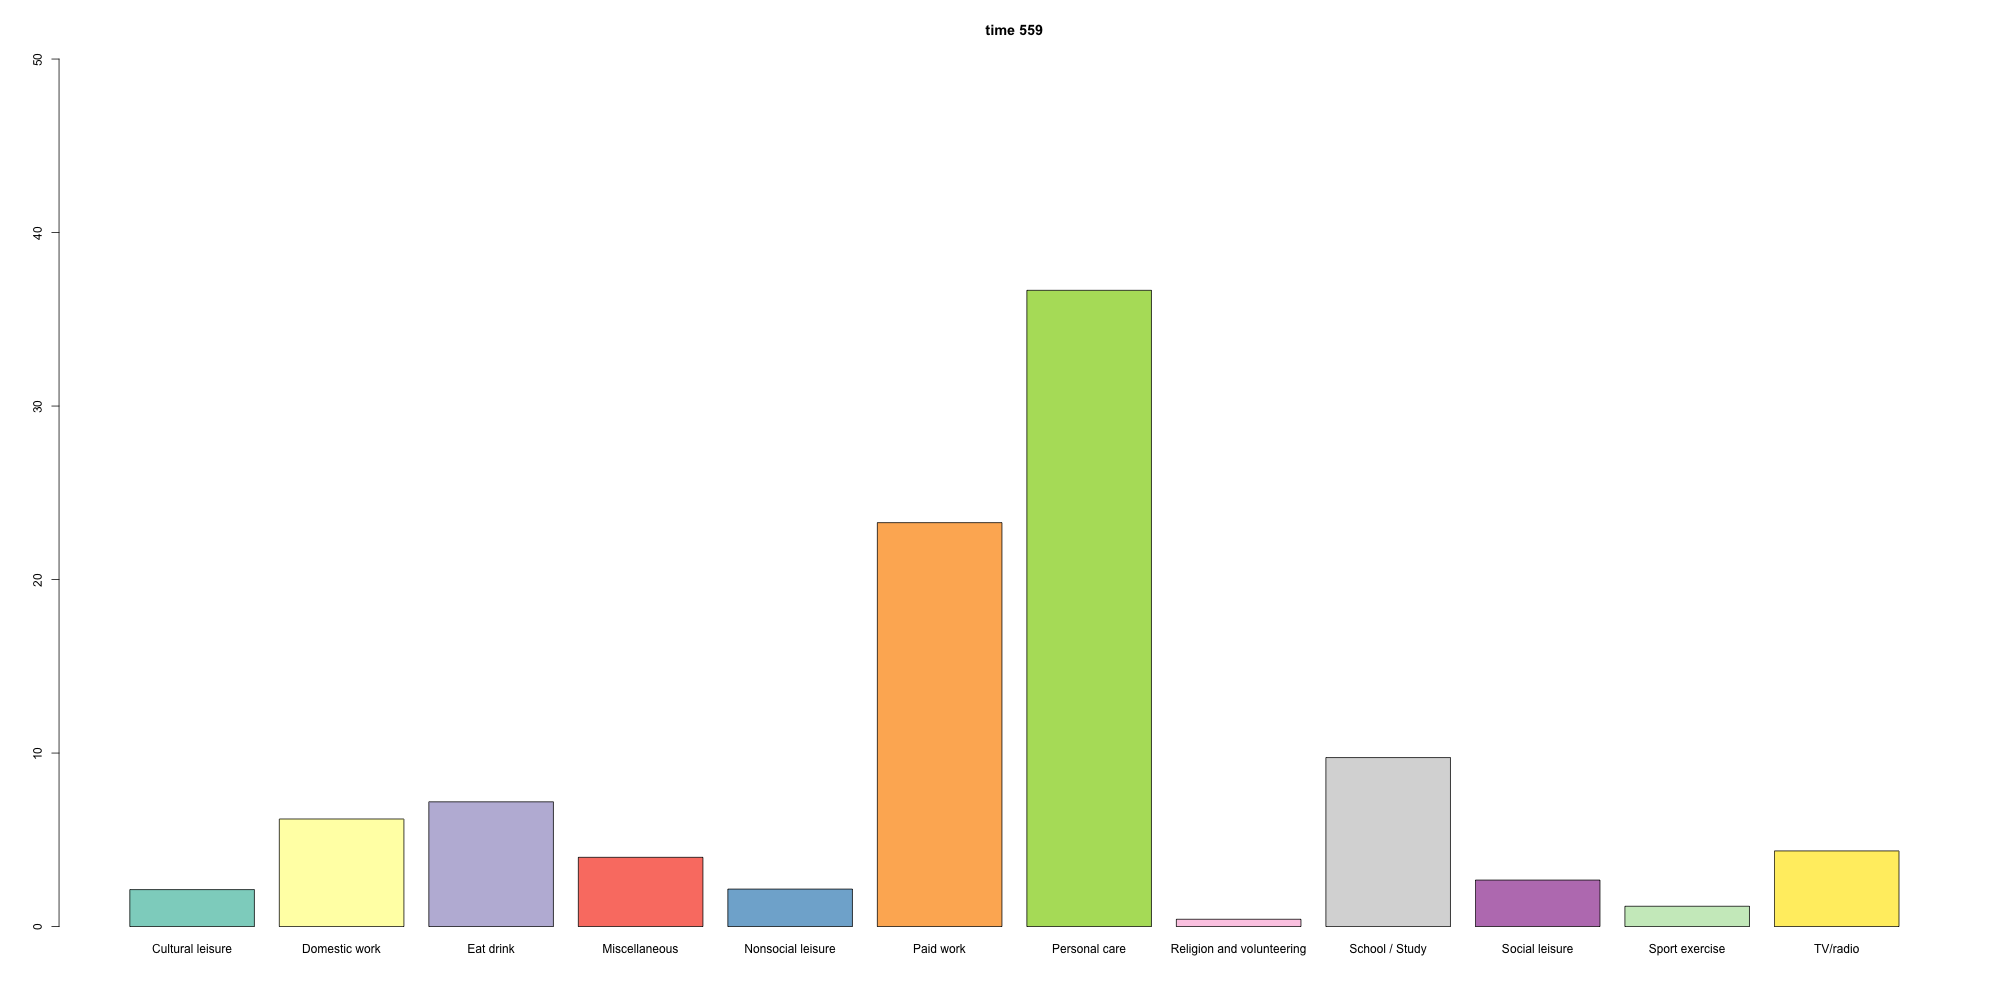 time 559
50
40
30
20
10
0
Cultural leisure
Domestic work
Eat drink
Miscellaneous
Nonsocial leisure
Paid work
Personal care
Religion and volunteering
School / Study
Social leisure
Sport exercise
TV/radio